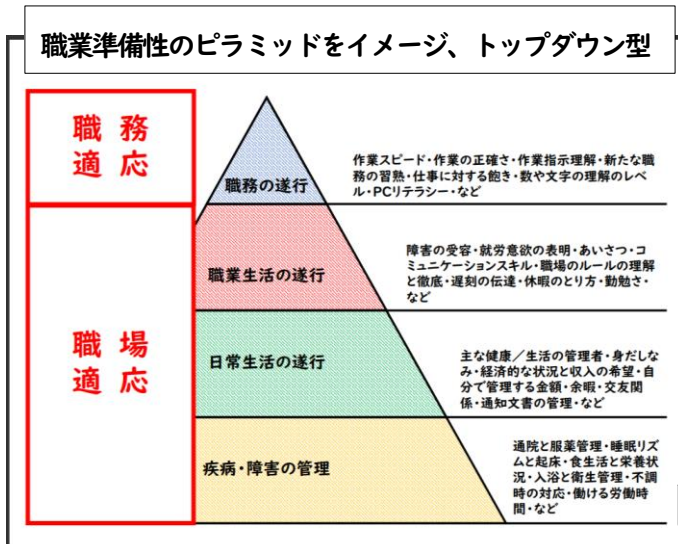 職業準備性のピラミッドをイメージ、トップダウン型
職務
適応
職務の遂行
作業スピード・作業の正確さ・作業指示理解・新たな職
務の習熟・仕事に対する飽き・数や文字の理解のレベ
ル・PCリテラシー・など
職業生活の遂行
障害の受容・就労意欲の表明・あいさつ・コ
ミュニケーションスキル・職場のルールの理解
と徹底・遅刻の伝達・休暇のとり方・勤勉さ・
など
職場
適応
日常生活の遂行
主な健康/生活の管理者・身だしな
み・経済的な状況と収入の希望・自
分で管理する金額・余暇・交友関
係・通知文書の管理・など
疾病・障害の管理
通院と服薬管理・睡眠リズ
ムと起床・食生活と栄養状
況・入浴と衛生管理・不調
時の対応・働ける労働時
間・など